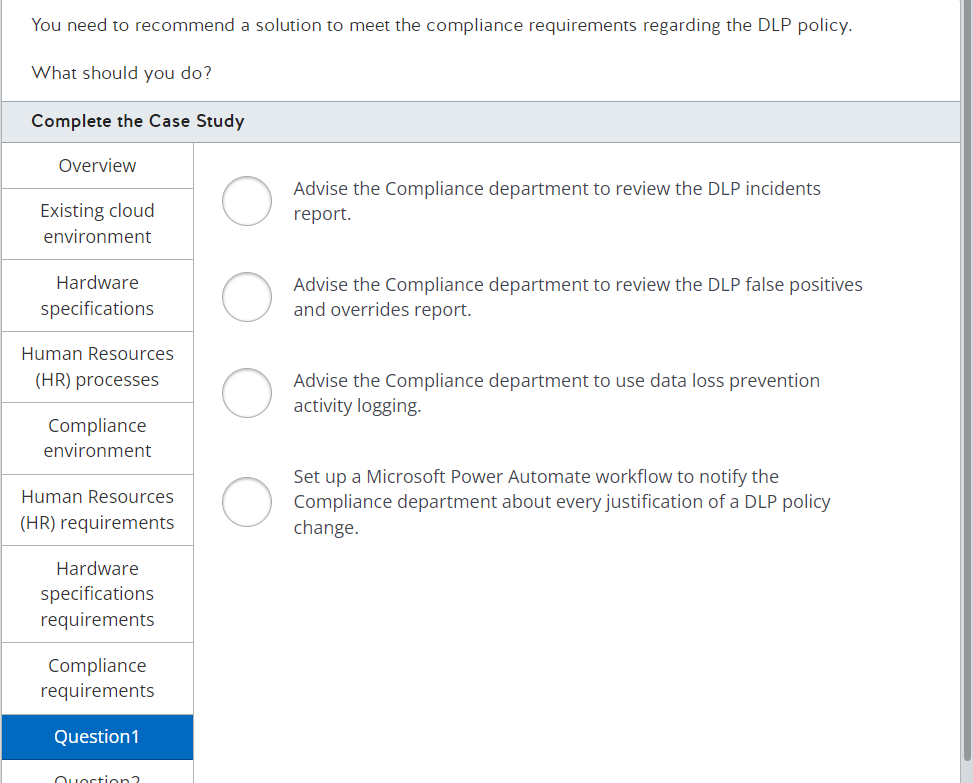 You need to recommend a solution to meet the compliance requirements regarding the DLP policy.
What should you do?
Complete the Case Study
Overview
Existing cloud
environment
Hardware
specifications
Human Resources
(HR) processes
Compliance
environment
Human Resources
(HR) requirements
Hardware
specifications
requirements
Compliance
requirements
Question1
Question2
Advise the Compliance department to review the DLP incidents
report.
Advise the Compliance department to review the DLP false positives
and overrides report.
Advise the Compliance department to use data loss prevention
activity logging.
Set up a Microsoft Power Automate workflow to notify the
Compliance department about every justification of a DLP policy
change.